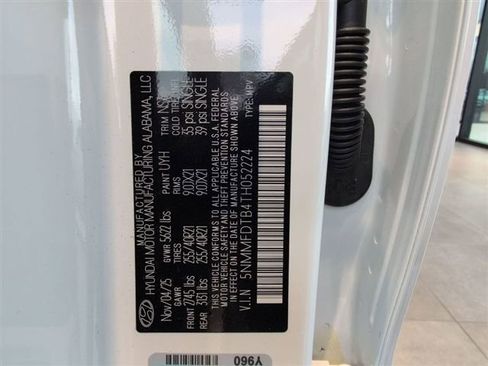 MANUFACTURED BY
HYUNDAI MOTOR MANUFACTURING ALABAMA, LLC
Nov/04/25 GVWR 5622 lbs PAINT UYH TRIM
GAWR TIRES RIMS COLD TIRE
FRONT 2745 lbs 255/40R21 9.0JX21 35 psi SINGLE
REAR 3131 lbs 255/40R21 9.0JX21 39 psi SINGLE
THIS VEHICLE CONFORMS TO ALL APPLICABLE U.S.A. FEDERAL
MOTOR VEHICLE SAFETY AND THEFT PREVENTION STANDARDS
IN EFFECT ON THE DATE OF MANUFACTURE SHOWN ABOVE.
V.I.N 5NMMFDTB4TH052224 TYPE:MPV
Y960